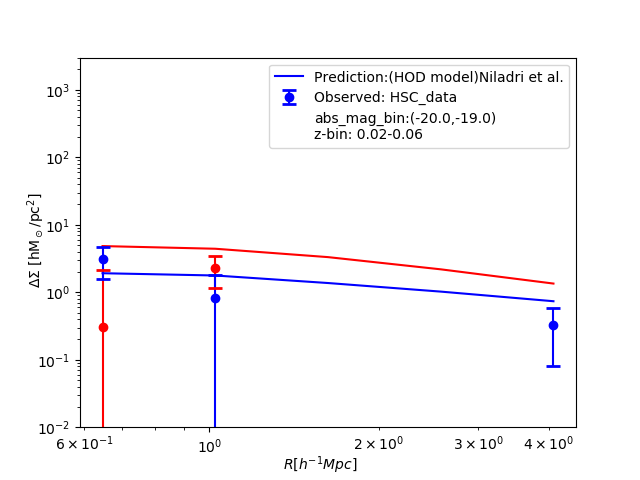 Prediction:(HOD model)Niladri et al.
Observed: HSC_data
abs_mag_bin:(-20.0,-19.0)
z-bin: 0.02-0.06
ΔΣ [hM⊙/pc²]
10³
10²
10¹
10⁰
10⁻¹
10⁻²
6 × 10⁻¹ 10⁰ 2 × 10⁰ 3 × 10⁰ 4 × 10⁰
R[h⁻¹Mpc]